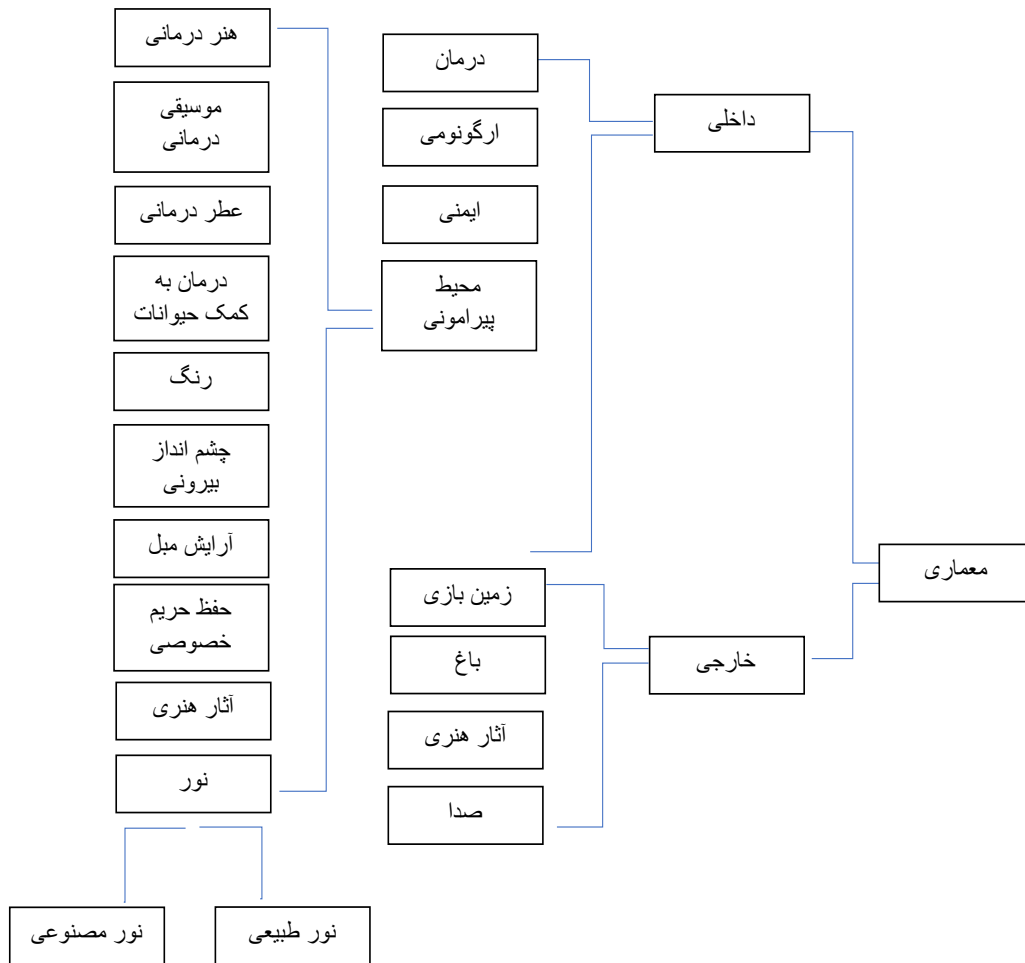 معماری
داخلی
خارجی
درمان
ارگونومی
ایمنی
محیط
پیرامونی
زمین بازی
باغ
آثار هنری
صدا
هنر درمانی
موسیقی
درمانی
عطر درمانی
درمان به
کمک حیوانات
رنگ
چشم انداز
بیرونی
آرایش مبل
حفظ حریم
خصوصی
آثار هنری
نور
نور طبیعی
نور مصنوعی